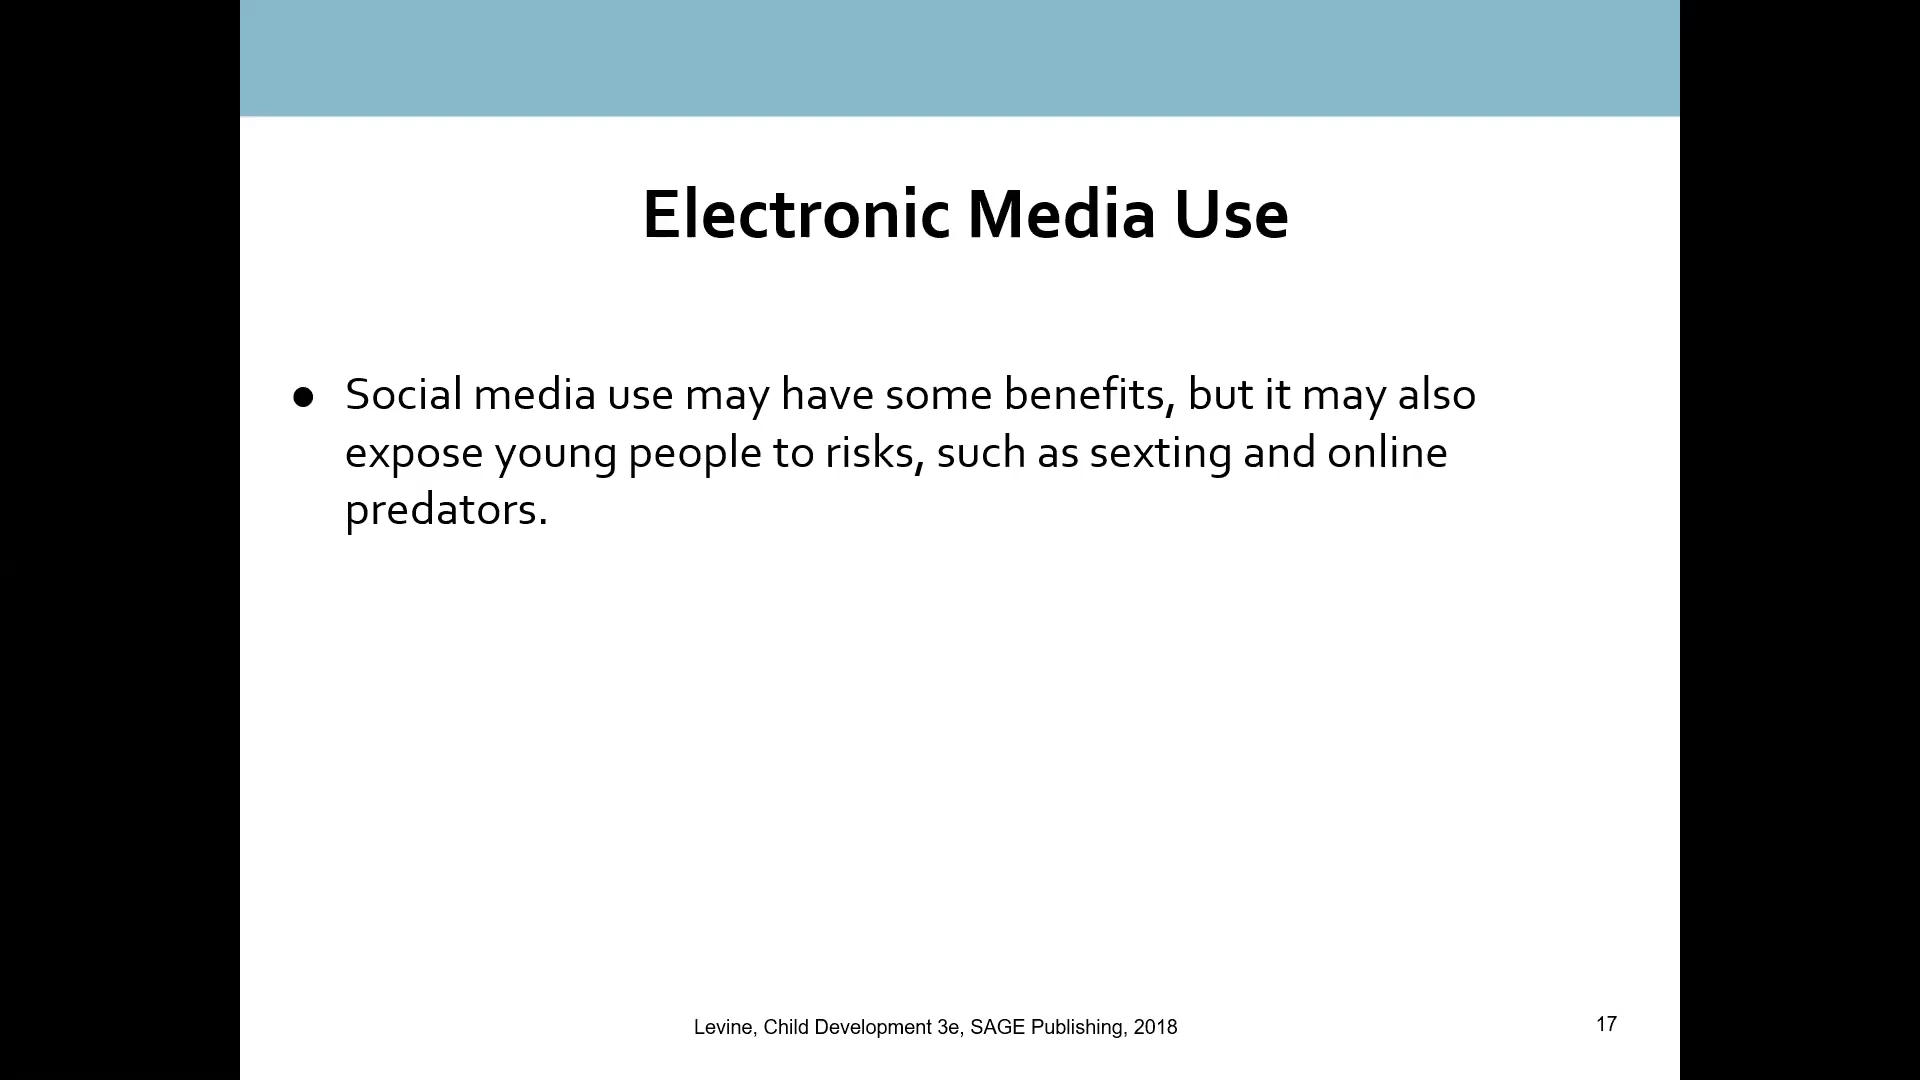 Electronic Media Use
● Social media use may have some benefits, but it may also
expose young people to risks, such as sexting and online
predators.
Levine, Child Development 3e, SAGE Publishing, 2018
17